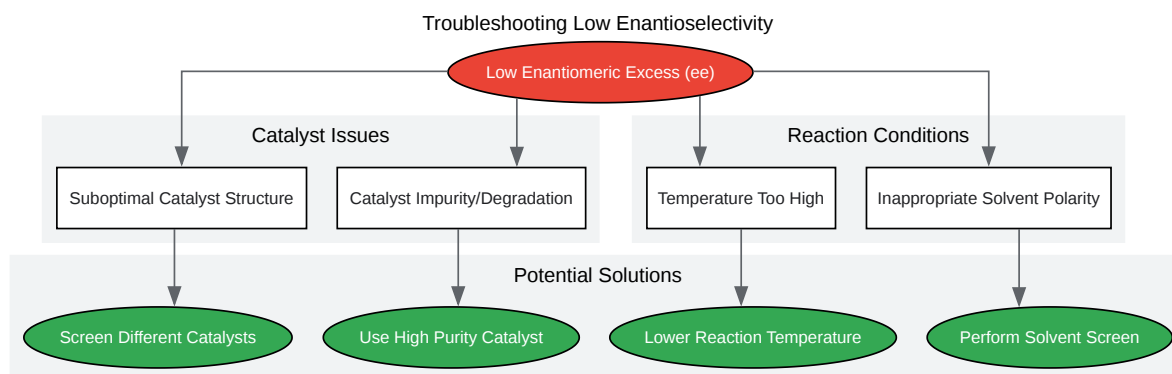 Troubleshooting Low Enantioselectivity
Low Enantiomeric Excess (ee)
Catalyst Issues
Reaction Conditions
Suboptimal Catalyst Structure
Catalyst Impurity/Degradation
Temperature Too High
Inappropriate Solvent Polarity
Potential Solutions
Screen Different Catalysts
Use High Purity Catalyst
Lower Reaction Temperature
Perform Solvent Screen